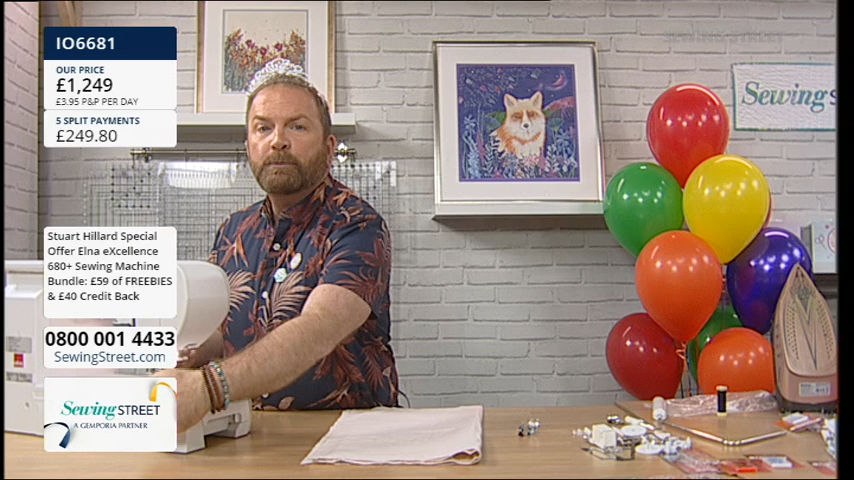 IO6681
OUR PRICE
£1,249
£3.95 P&P PER DAY
5 SPLIT PAYMENTS
£249.80
Stuart Hillard Special
Offer Elna eXcellence
680+ Sewing Machine
Bundle: £59 of FREEBIES
& £40 Credit Back
0800 001 4433
SewingStreet.com
Sewing STREET
A GEMPORIA PARTNER
SewingS